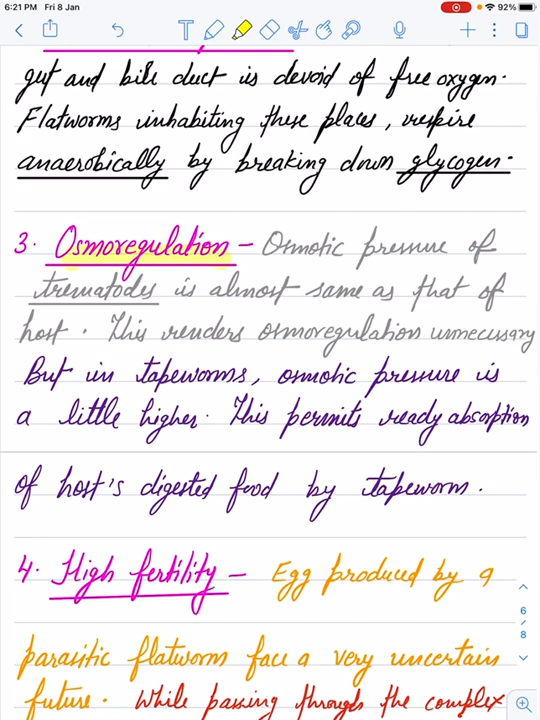 6:21 PM Fri 8 Jan 92%
gut and bile duct is devoid of free oxygen.
Flatworms inhabiting these places, respire
anaerobically by breaking down glycogen.
3. Osmoregulation - Osmotic pressure of
trematodes is almost same as that of
host. This renders osmoregulation unnecessary
But in tapeworms, osmotic pressure is
a little higher. This permits ready absorption
of host's digested food by tapeworm.
4. High fertility - Egg produced by a
6
/
8
parasitic flatworm face a very uncertain
future. While passing through the complex